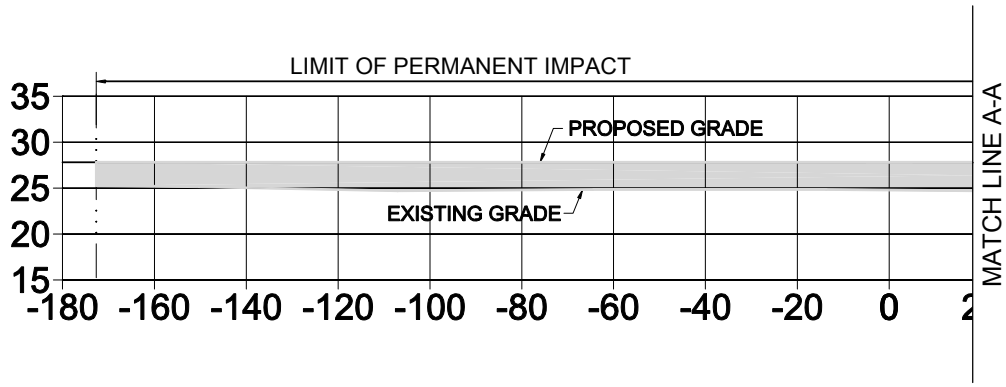 LIMIT OF PERMANENT IMPACT
35
30
PROPOSED GRADE
25
EXISTING GRADE
20
15
-180 -160 -140 -120 -100 -80 -60 -40 -20 0 2
MATCH LINE A-A